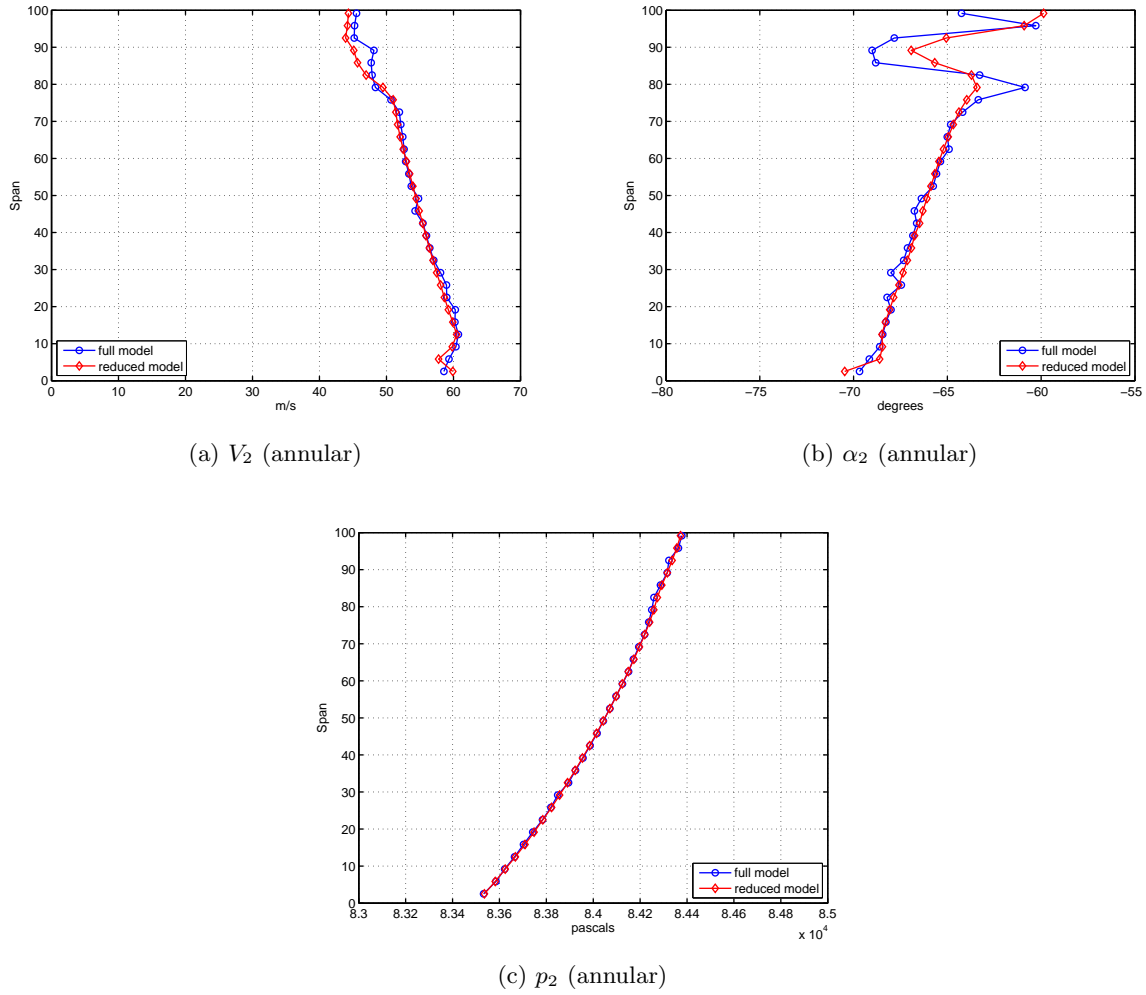 100
90
80
70
60
50
40
30
20
10
0
Span
0 10 20 30 40 50 60 70
m/s
full model
reduced model
(a) V₂ (annular)
100
90
80
70
60
50
40
30
20
10
0
Span
−80 −75 −70 −65 −60 −55
degrees
full model
reduced model
(b) α₂ (annular)
100
90
80
70
60
50
40
30
20
10
0
Span
8.3 8.32 8.34 8.36 8.38 8.4 8.42 8.44 8.46 8.48 8.5
pascals
x 10⁴
full model
reduced model
(c) p₂ (annular)